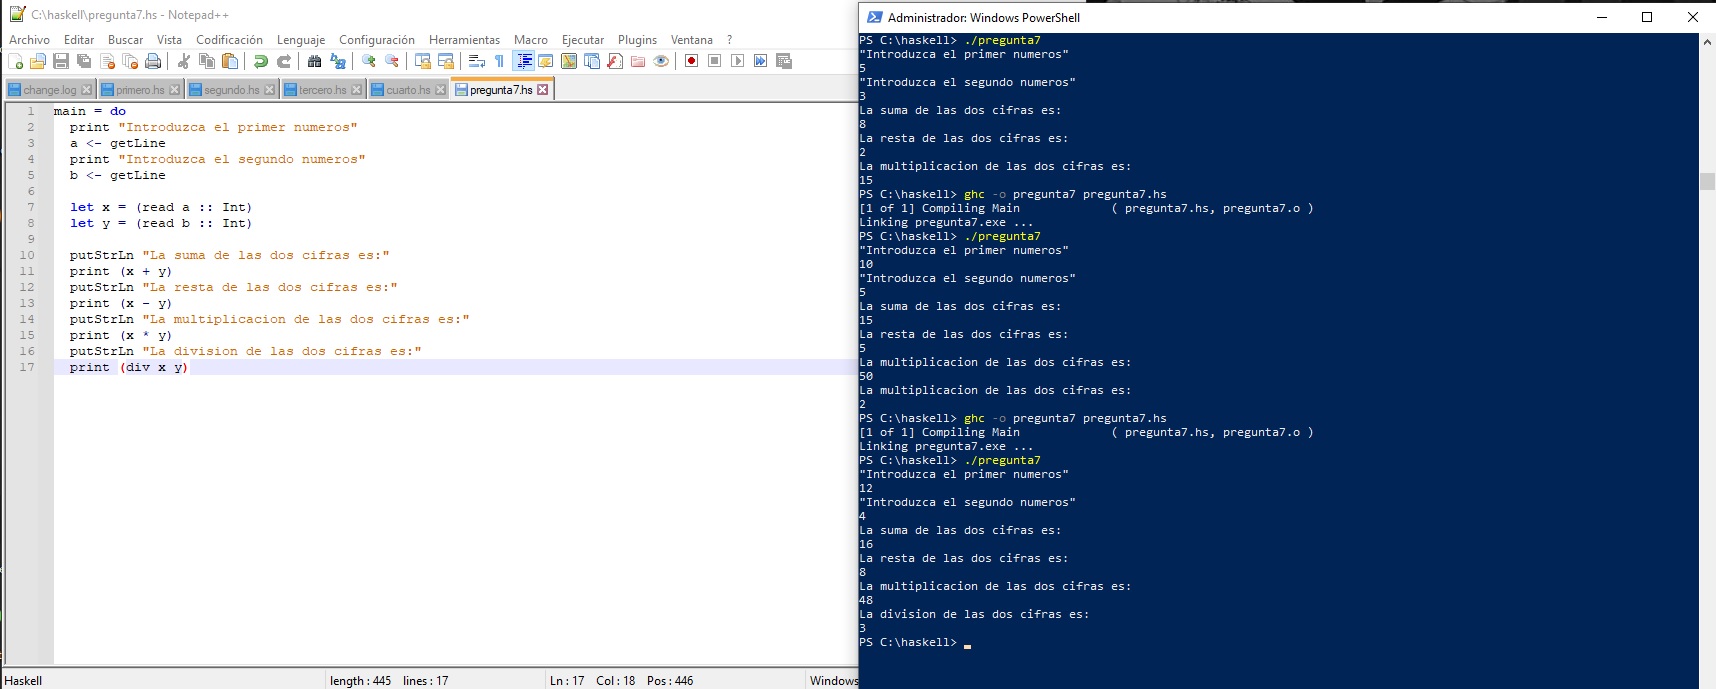 C:\haskell\pregunta7.hs - Notepad++
Archivo Editar Buscar Vista Codificación Lenguaje Configuración Herramientas Macro Ejecutar Plugins Ventana ?
change.log primero.hs segundo.hs tercero.hs cuarto.hs pregunta7.hs
1 main = do
2 print "Introduzca el primer numeros"
3 a <- getLine
4 print "Introduzca el segundo numeros"
5 b <- getLine
6
7 let x = (read a :: Int)
8 let y = (read b :: Int)
9
10 putStrLn "La suma de las dos cifras es:"
11 print (x + y)
12 putStrLn "La resta de las dos cifras es:"
13 print (x - y)
14 putStrLn "La multiplicacion de las dos cifras es:"
15 print (x * y)
16 putStrLn "La division de las dos cifras es:"
17 print (div x y)
Haskell length : 445 lines : 17 Ln : 17 Col : 18 Pos : 446 Windows
Administrador: Windows PowerShell
PS C:\haskell> ./pregunta7
"Introduzca el primer numeros"
5
"Introduzca el segundo numeros"
3
La suma de las dos cifras es:
8
La resta de las dos cifras es:
2
La multiplicacion de las dos cifras es:
15
PS C:\haskell> ghc -o pregunta7 pregunta7.hs
[1 of 1] Compiling Main ( pregunta7.hs, pregunta7.o )
Linking pregunta7.exe ...
PS C:\haskell> ./pregunta7
"Introduzca el primer numeros"
10
"Introduzca el segundo numeros"
5
La suma de las dos cifras es:
15
La resta de las dos cifras es:
5
La multiplicacion de las dos cifras es:
50
La multiplicacion de las dos cifras es:
2
PS C:\haskell> ghc -o pregunta7 pregunta7.hs
[1 of 1] Compiling Main ( pregunta7.hs, pregunta7.o )
Linking pregunta7.exe ...
PS C:\haskell> ./pregunta7
"Introduzca el primer numeros"
12
"Introduzca el segundo numeros"
4
La suma de las dos cifras es:
16
La resta de las dos cifras es:
8
La multiplicacion de las dos cifras es:
48
La division de las dos cifras es:
3
PS C:\haskell>